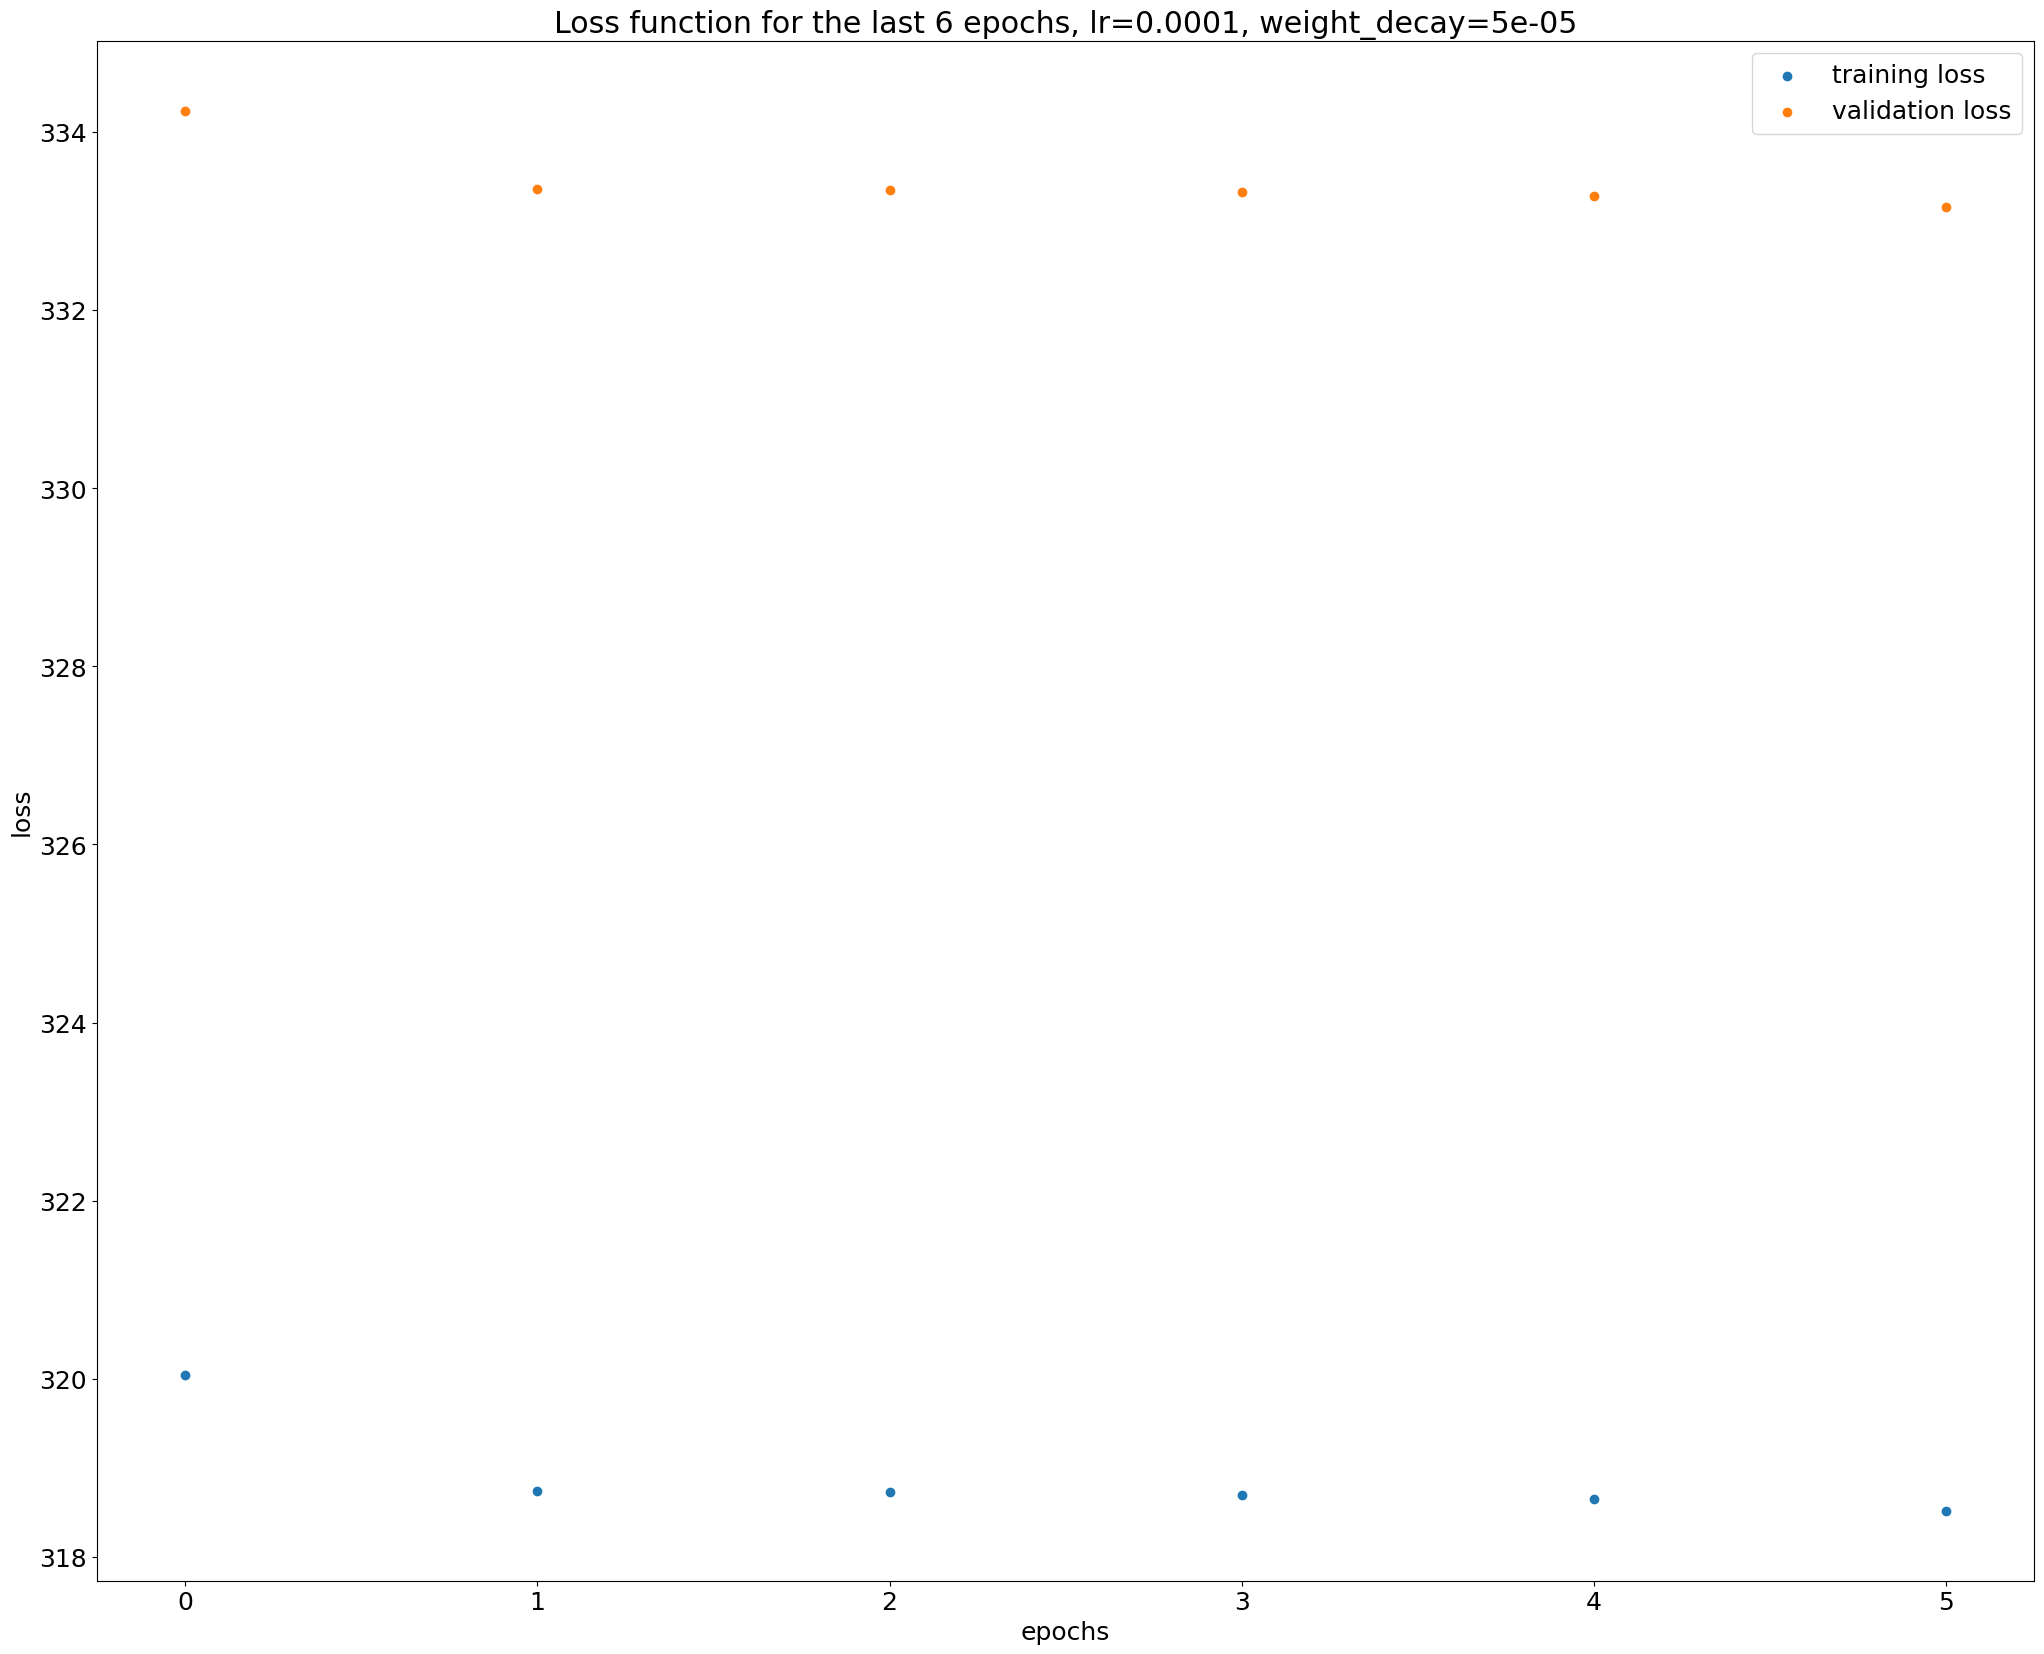 Loss function for the last 6 epochs, lr=0.0001, weight_decay=5e-05
training loss
validation loss
334
332
330
328
326
324
322
320
318
loss
0 1 2 3 4 5
epochs